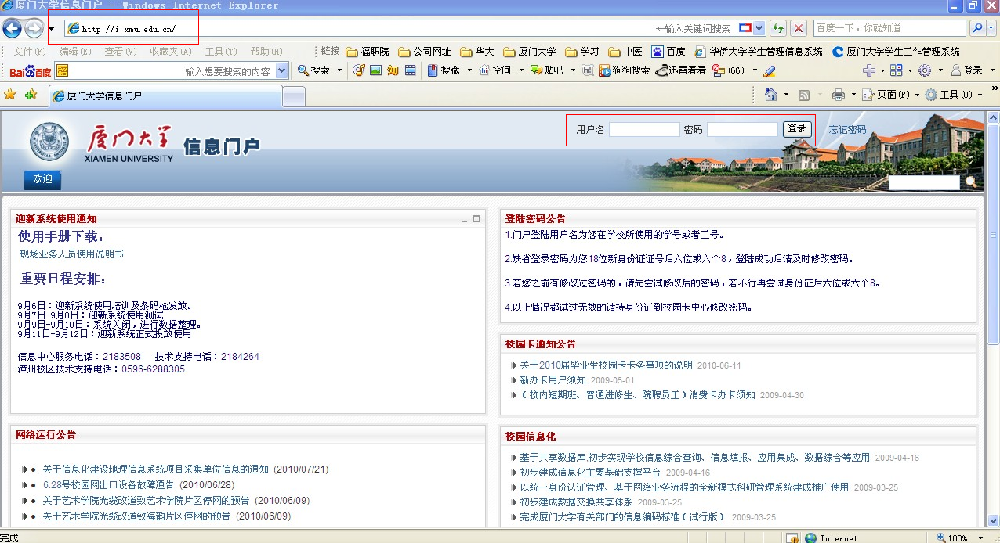 厦门大学信息门户 - Windows Internet Explorer
http://i.xmu.edu.cn/
←输入关键词搜索
百度一下，你就知道
文件(F) 编辑(E) 查看(V) 收藏夹(A) 工具(T) 帮助(H)
链接 福职院 公司网址 华大 厦门大学 学习 中医 百度 华侨大学学生管理信息系统 厦门大学学生工作管理系统
Bai百度 输入想要搜索的内容 搜索 搜藏 空间 贴吧 狗狗搜索 迅雷看看 (66) 登录
厦门大学信息门户
页面(P) 工具(O)
厦门大学
XIAMEN UNIVERSITY
信息门户
用户名 密码 登录 忘记密码
欢迎
迎新系统使用通知
使用手册下载：
现场业务人员使用说明书
重要日程安排：
9月6日：迎新系统使用培训及条码枪发放。
9月7日-9月8日：迎新系统使用测试
9月9日-9月10日：系统关闭，进行数据整理。
9月11日-9月12日：迎新系统正式投放使用
信息中心服务电话：2183508 技术支持电话：2184264
漳州校区技术支持电话：0596-6288305
网络运行公告
关于信息化建设地理信息系统项目采集单位信息的通知 (2010/07/21)
6.28号校园网出口设备故障通告 (2010/06/28)
关于艺术学院光缆改道致艺术学院片区停网的预告 (2010/06/09)
关于艺术学院光缆改道致海韵片区停网的预告 (2010/06/09)
登陆密码公告
1.门户登陆用户名为您在学校所使用的学号或者工号。
2.缺省登录密码为您18位新身份证证号后六位或六个8，登陆成功后请及时修改密码。
3.若您之前有修改过密码的，请先尝试修改后的密码，若不行再尝试身份证后六位或六个8。
4.以上情况都试过无效的请持身份证到校园卡中心修改密码。
校园卡通知公告
关于2010届毕业生校园卡卡务事项的说明 2010-06-11
新办卡用户须知 2009-05-01
（校内短期班、普通进修生、院聘员工）消费卡办卡须知 2009-04-30
校园信息化
基于共享数据库,初步实现学校信息综合查询、信息填报、应用集成、数据综合等应用 2009-04-16
初步建成信息化主要基础支撑平台 2009-04-16
以统一身份认证管理、基于网络业务流程的全新模式科研管理系统建成推广使用 2009-03-25
初步建成数据交换共享体系 2009-03-25
完成厦门大学有关部门的信息编码标准（试行版） 2009-03-25
完成 Internet 100%